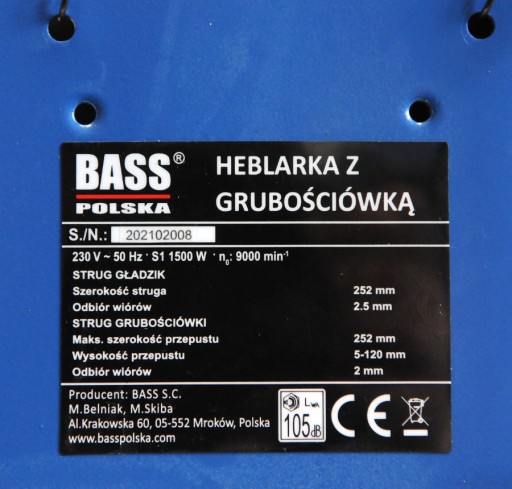 BASS® HEBLARKA Z
POLSKA GRUBOŚCIÓWKĄ
S./N.: 202102008
230 V ~ 50 Hz · S1 1500 W · n₀: 9000 min⁻¹
STRUG GŁADZIK
Szerokość struga 252 mm
Odbiór wiórów 2.5 mm
STRUG GRUBOŚCIÓWKI
Maks. szerokość przepustu 252 mm
Wysokość przepustu 5-120 mm
Odbiór wiórów 2 mm
Producent: BASS S.C.
M.Belniak, M.Skiba
Al.Krakowska 60, 05-552 Mroków, Polska
www.basspolska.com
LWA
105dB
CE